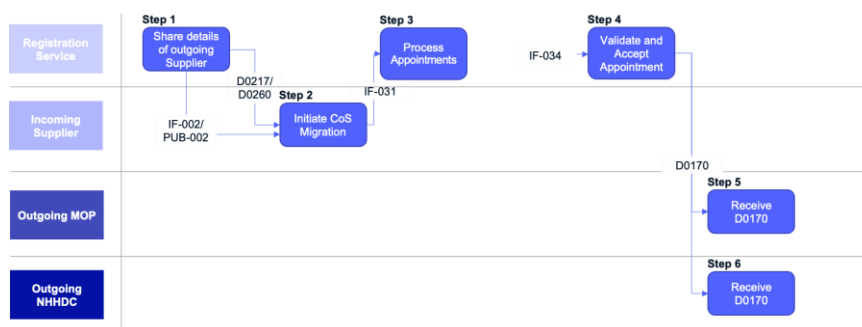 Step 1
Step 3
Step 4
Registration
Service
Share details
of outgoing
Supplier
Process
Appointments
IF-034
Validate and
Accept
Appointment
D0217/
D0260
Step 2
IF-031
Incoming
Supplier
IF-002/
PUB-002
Initiate CoS
Migration
D0170
Step 5
Outgoing MOP
Receive
D0170
Step 6
Outgoing
NHHDC
Receive
D0170